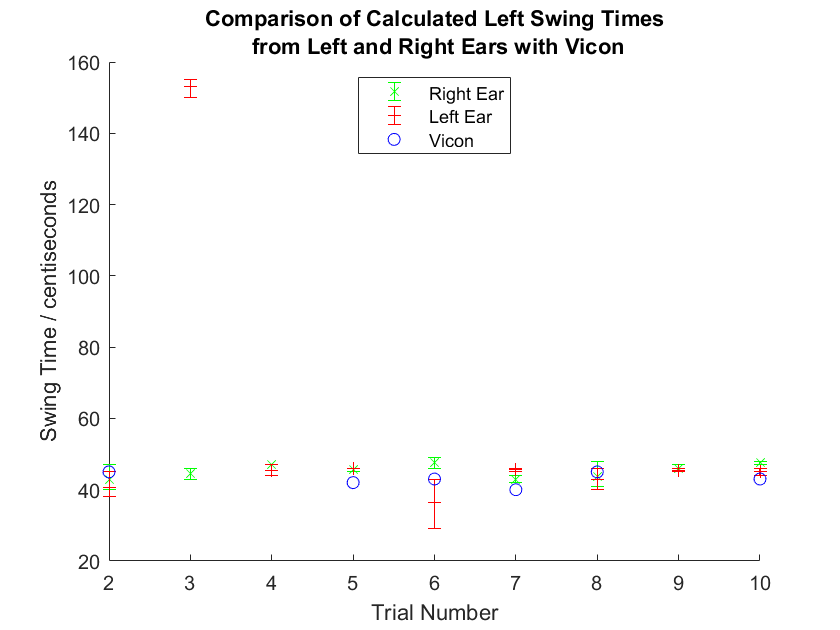 Comparison of Calculated Left Swing Times
from Left and Right Ears with Vicon
160
140
120
100
80
60
40
20
Swing Time / centiseconds
Right Ear
Left Ear
Vicon
2 3 4 5 6 7 8 9 10
Trial Number